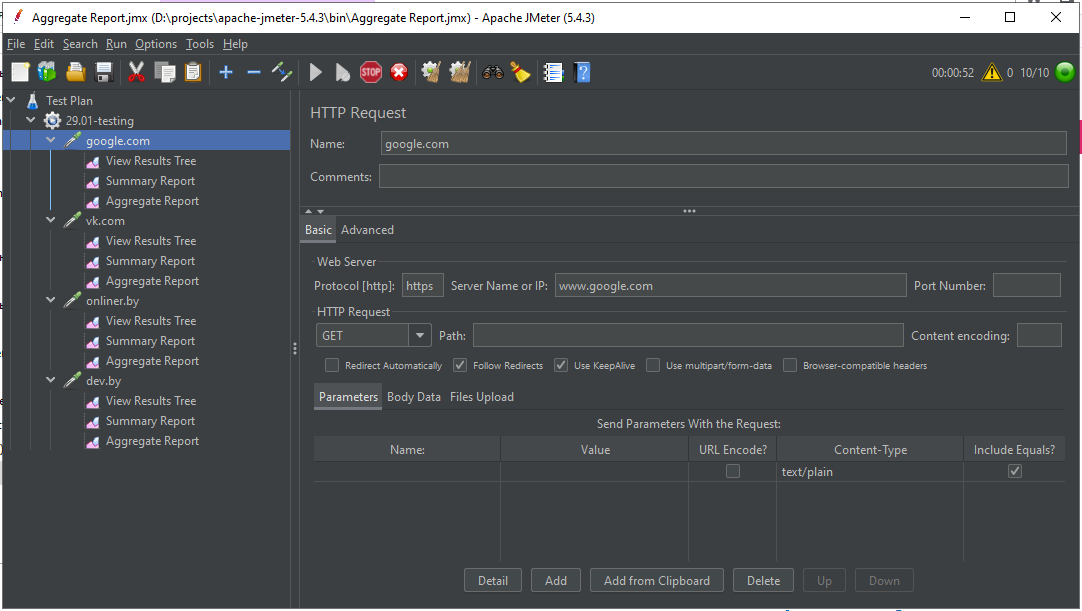 Aggregate Report.jmx (D:\projects\apache-jmeter-5.4.3\bin\Aggregate Report.jmx) - Apache JMeter (5.4.3)
File Edit Search Run Options Tools Help
STOP 00:00:52 0 10/10
Test Plan
29.01-testing
google.com
View Results Tree
Summary Report
Aggregate Report
vk.com
View Results Tree
Summary Report
Aggregate Report
onliner.by
View Results Tree
Summary Report
Aggregate Report
dev.by
View Results Tree
Summary Report
Aggregate Report
HTTP Request
Name: google.com
Comments:
Basic Advanced
Web Server
Protocol [http]: https Server Name or IP: www.google.com Port Number:
HTTP Request
GET Path: Content encoding:
Redirect Automatically Follow Redirects Use KeepAlive Use multipart/form-data Browser-compatible headers
Parameters Body Data Files Upload
Send Parameters With the Request:
Name: Value URL Encode? Content-Type Include Equals?
text/plain
Detail Add Add from Clipboard Delete Up Down